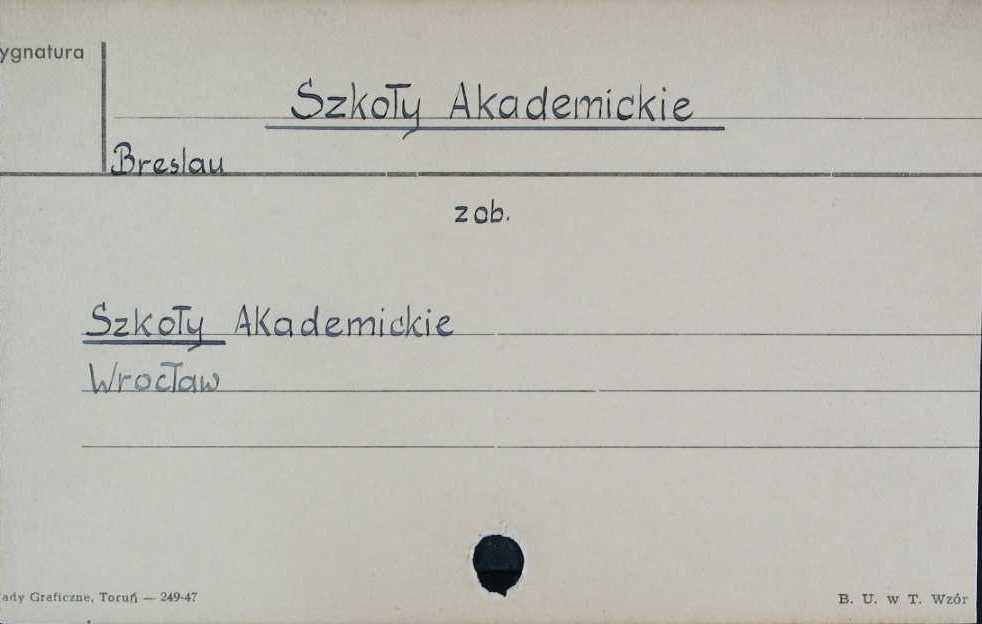 ygnatura
Szkoły Akademickie
Breslau
zob.
Szkoły Akademickie
Wrocław
ady Graficzne, Toruń — 249-47
B. U. w T. Wzór